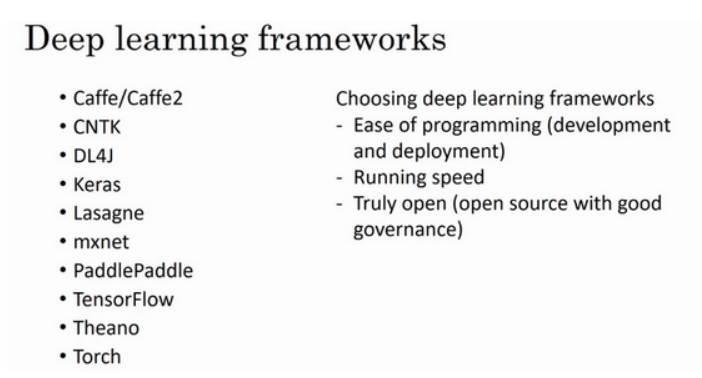 Deep learning frameworks
• Caffe/Caffe2
• CNTK
• DL4J
• Keras
• Lasagne
• mxnet
• PaddlePaddle
• TensorFlow
• Theano
• Torch
Choosing deep learning frameworks
- Ease of programming (development
and deployment)
- Running speed
- Truly open (open source with good
governance)